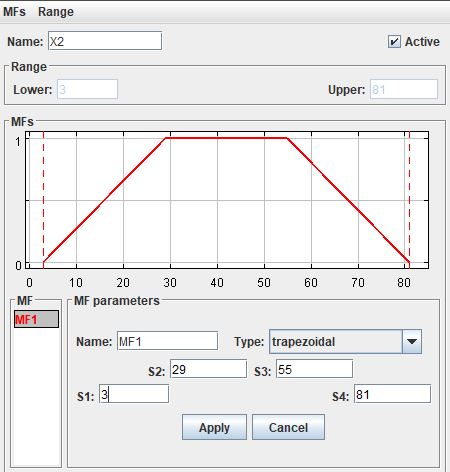 MFs Range
Name: X2 Active
Range
Lower: 3 Upper: 81
MFs
1
0
0 10 20 30 40 50 60 70 80
MF MF parameters
MF1
Name: MF1 Type: trapezoidal
S2: 29 S3: 55
S1: 3 S4: 81
Apply Cancel